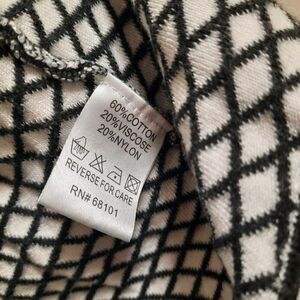 60%COTTON
20%VISCOSE
20%NYLON
REVERSE FOR CARE
RN# 68101